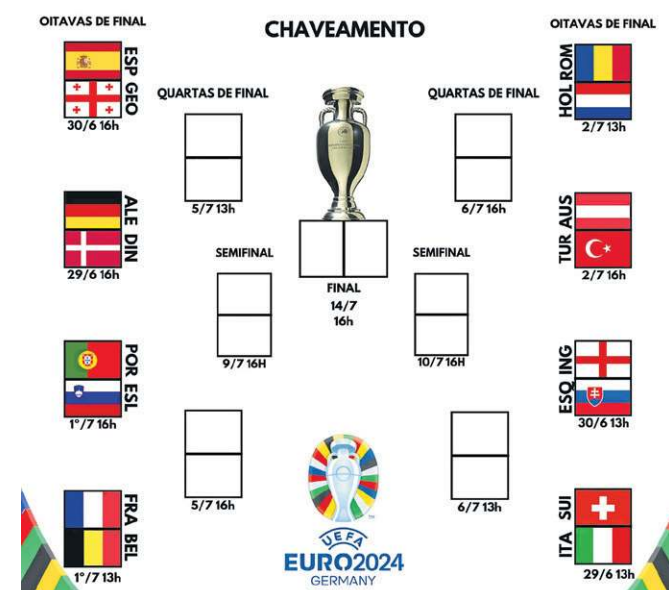 OITAVAS DE FINAL
CHAVEAMENTO
OITAVAS DE FINAL
ESP GEO
30/6 16h
QUARTAS DE FINAL
5/7 13h
QUARTAS DE FINAL
6/7 16h
HOL ROM
2/7 13h
ALE DIN
29/6 16h
TUR AUS
2/7 16h
SEMIFINAL
9/7 16H
FINAL
14/7
16h
SEMIFINAL
10/7 16H
POR ESL
1º/7 16h
ESQ ING
30/6 13h
5/7 16h
6/7 13h
FRA BEL
1º/7 13h
ITA SUI
29/6 13h
UEFA
EURO2024
GERMANY